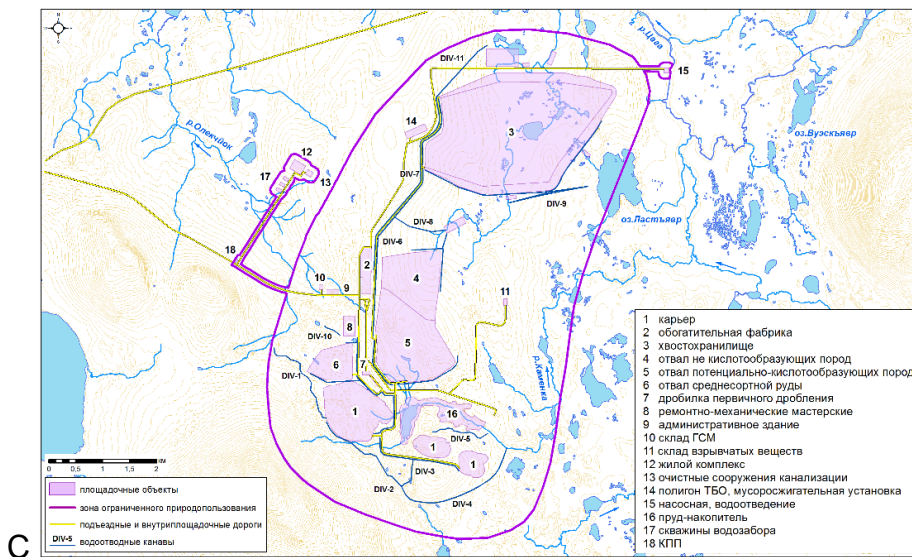 р.Цага
DIV-11
15
14
3
оз.Вуэскъявр
р.Олекчйок
12
17
13
DIV-7
DIV-9
оз.Пастъявр
DIV-8
DIV-6
18
2
4
10
9
11
8
DIV-10
5
6
DIV-1
7
р.Каменка
1
16
DIV-5
1
1
DIV-3
DIV-2
DIV-4
1 карьер
2 обогатительная фабрика
3 хвостохранилище
4 отвал не кислотообразующих пород
5 отвал потенциально-кислотообразующих пород
6 отвал среднесортной руды
7 дробилка первичного дробления
8 ремонтно-механические мастерские
9 административное здание
10 склад ГСМ
11 склад взрывчатых веществ
12 жилой комплекс
13 очистные сооружения канализации
14 полигон ТБО, мусоросжигательная установка
15 насосная, водоотведение
16 пруд-накопитель
17 скважины водозабора
18 КПП
0 0,5 1 1,5 2 КМ
площадочные объекты
зона ограниченного природопользования
подъездные и внутриплощадочные дороги
DIV-5 водоотводные канавы
С